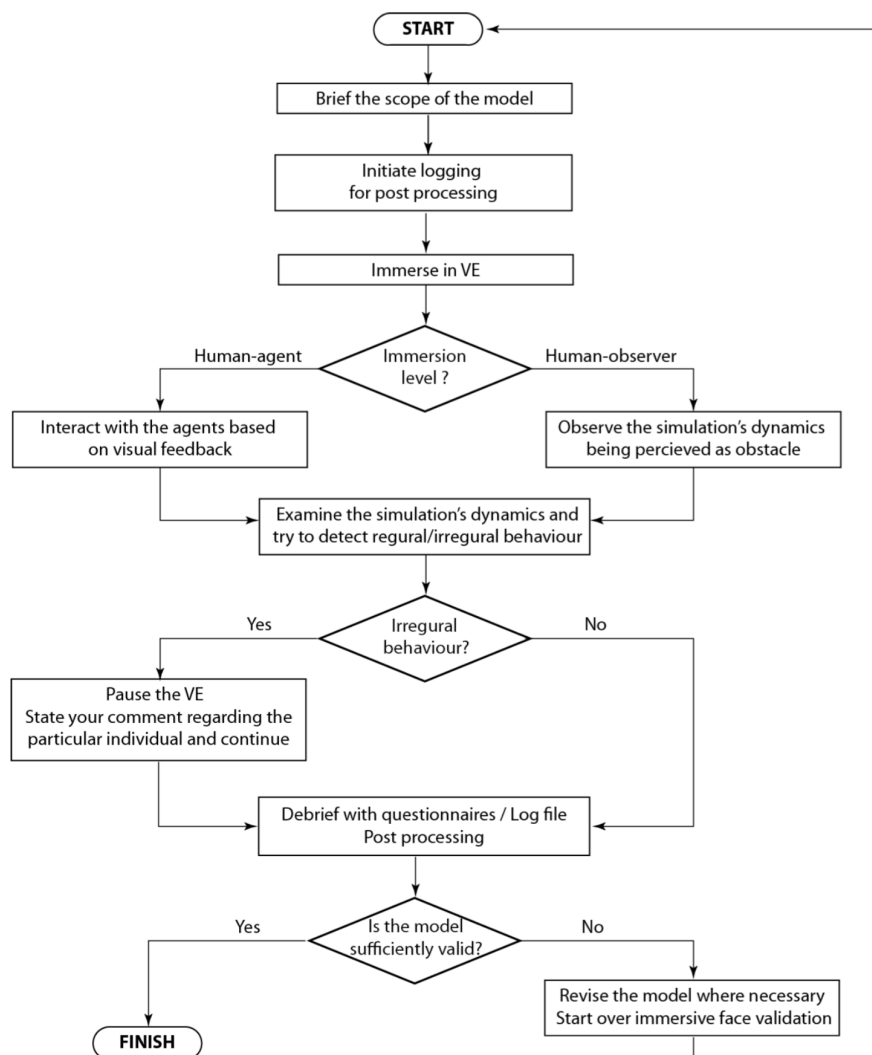 START
Brief the scope of the model
Initiate logging
for post processing
Immerse in VE
Immersion
level ?
Human-agent
Human-observer
Interact with the agents based
on visual feedback
Observe the simulation's dynamics
being percieved as obstacle
Examine the simulation's dynamics and
try to detect regural/irregural behaviour
Irregural
behaviour?
Yes
No
Pause the VE
State your comment regarding the
particular individual and continue
Debrief with questionnaires / Log file
Post processing
Is the model
sufficiently valid?
Yes
No
Revise the model where necessary
Start over immersive face validation
FINISH